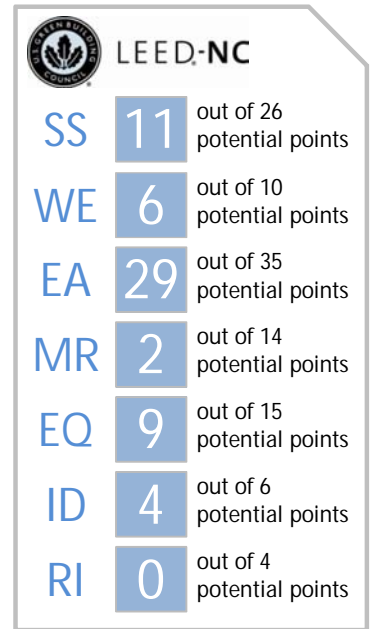 U.S. GREEN BUILDING COUNCIL
LEED-NC
SS 11 out of 26
potential points
WE 6 out of 10
potential points
EA 29 out of 35
potential points
MR 2 out of 14
potential points
EQ 9 out of 15
potential points
ID 4 out of 6
potential points
RI 0 out of 4
potential points